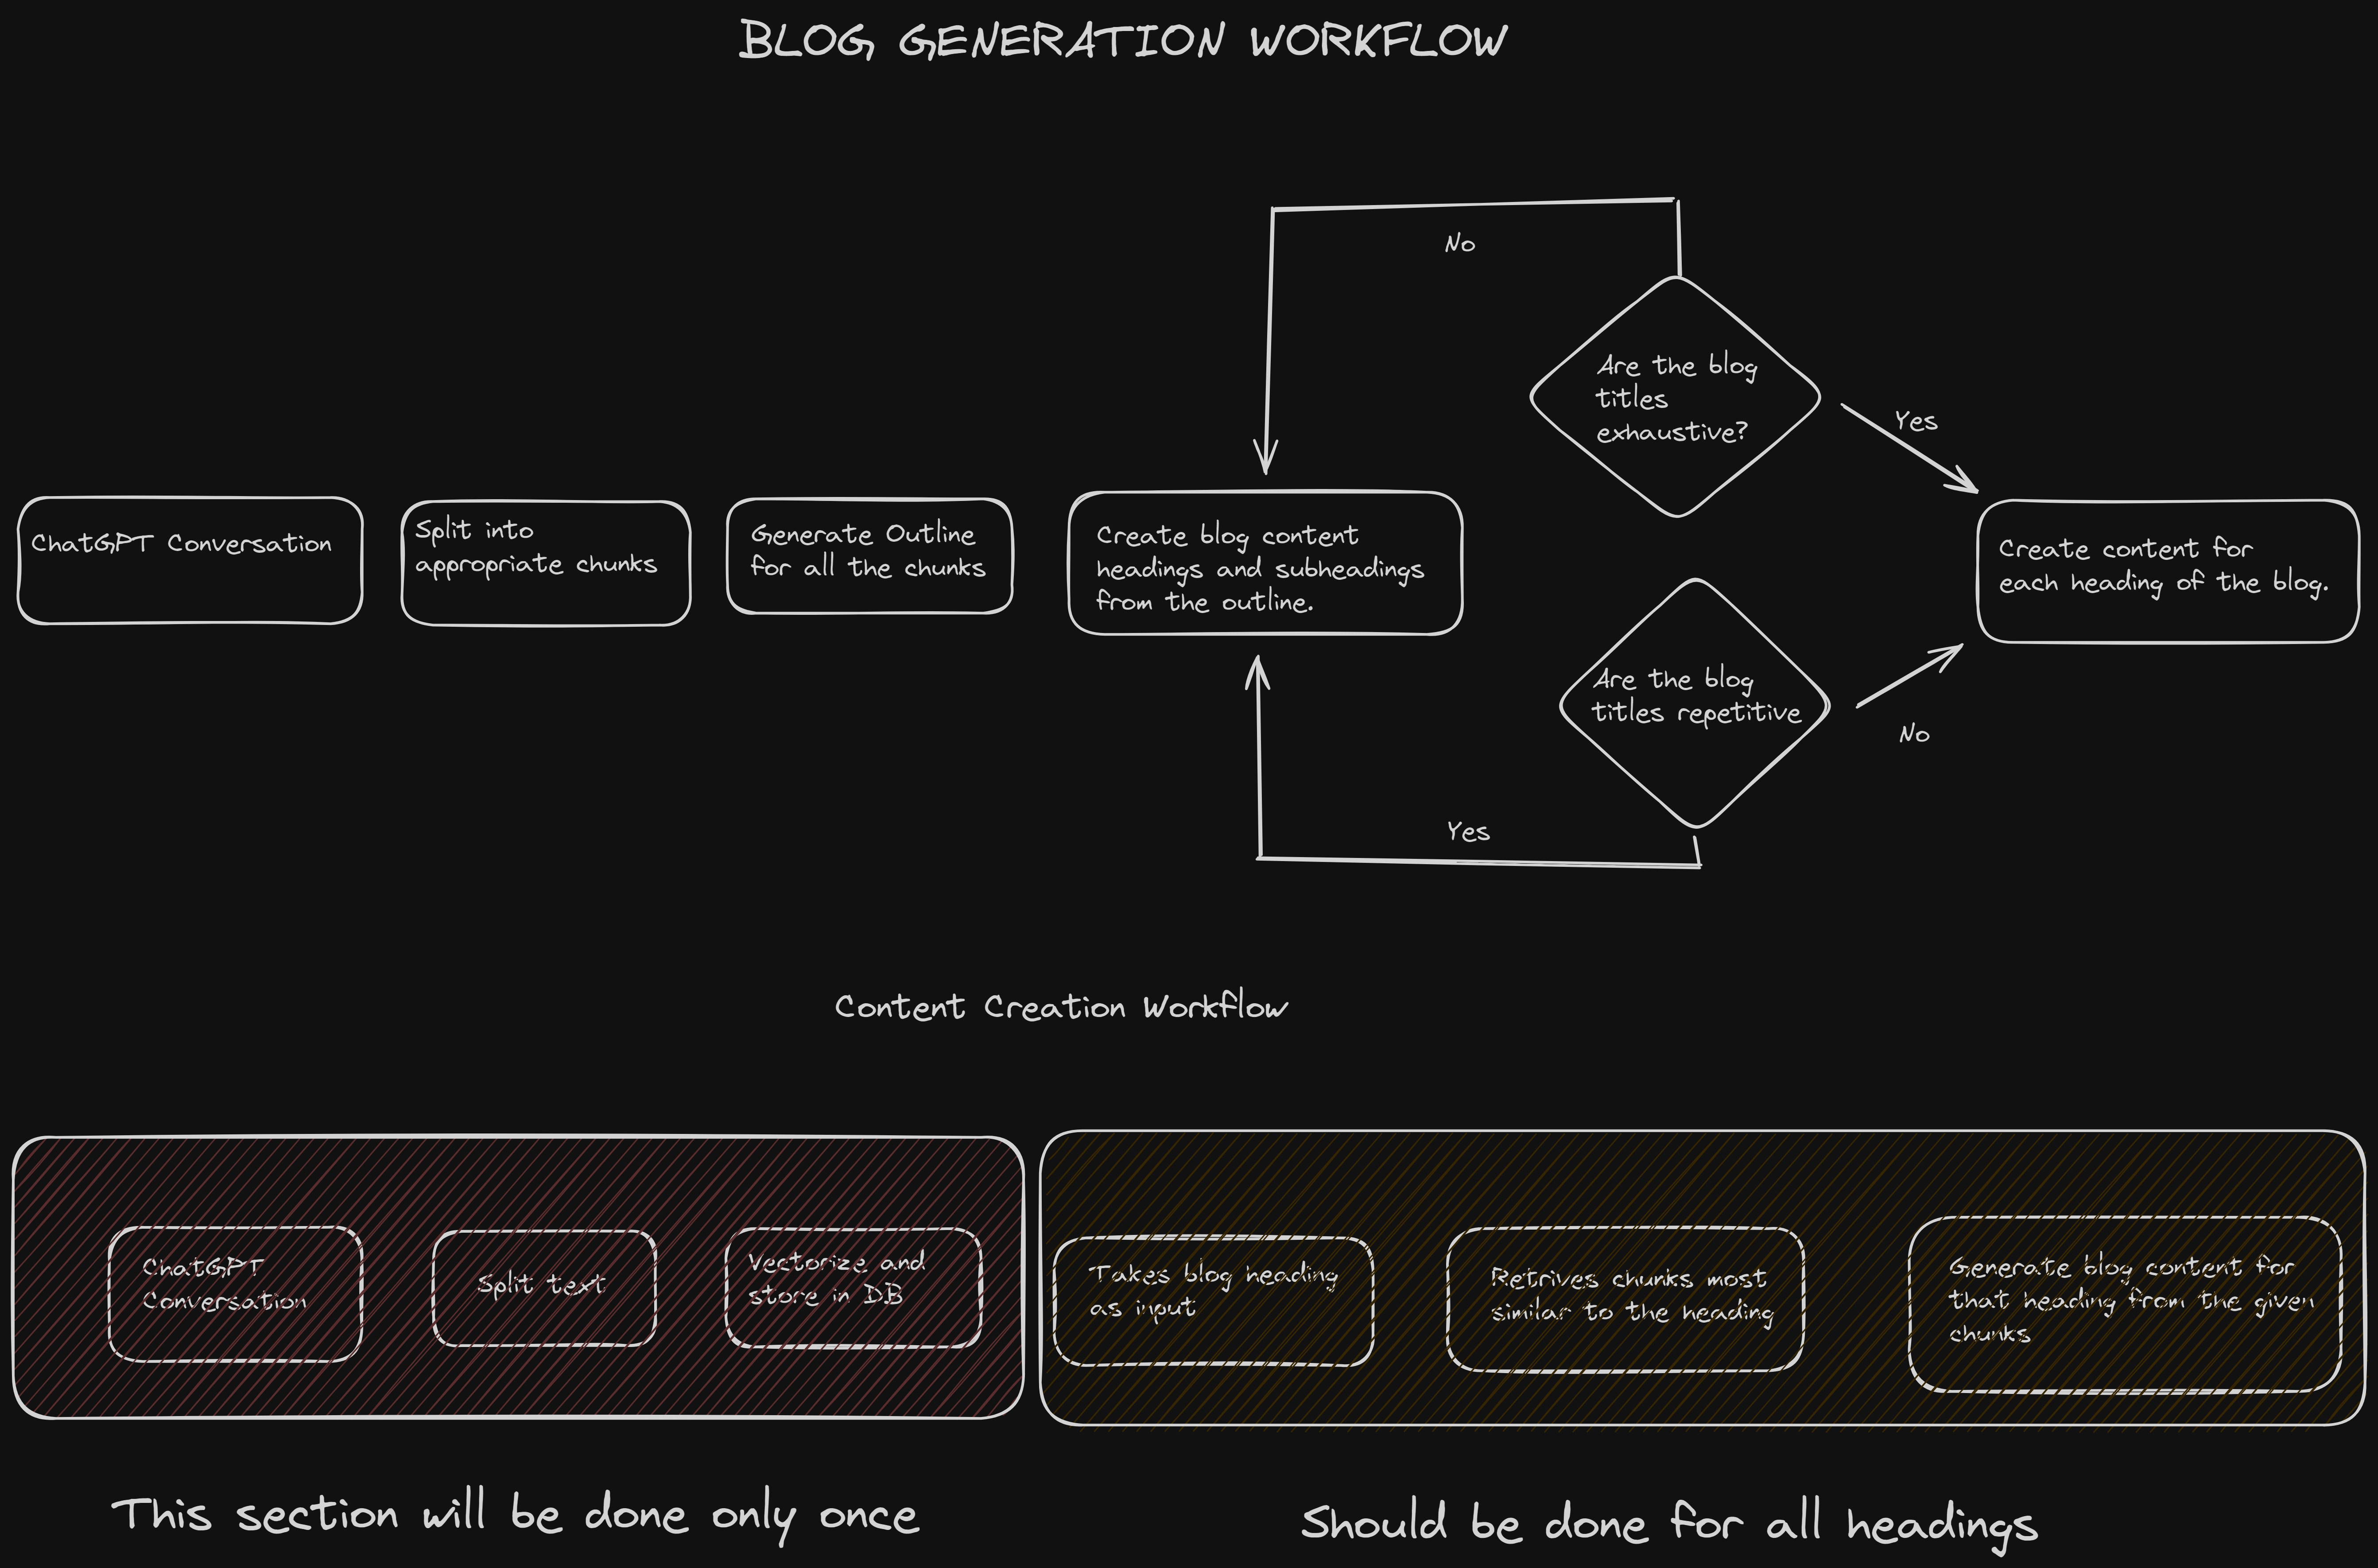 BLOG GENERATION WORKFLOW
No
Are the blog
titles
exhaustive?
Yes
ChatGPT Conversation
Split into
appropriate chunks
Generate Outline
for all the chunks
Create blog content
headings and subheadings
from the outline.
Create content for
each heading of the blog.
Are the blog
titles repetitive
No
Yes
Content Creation Workflow
ChatGPT
Conversation
Split text
Vectorize and
store in DB
Takes blog heading
as input
Retrives chunks most
similar to the heading
Generate blog content for
that heading from the given
chunks
This section will be done only once
Should be done for all headings